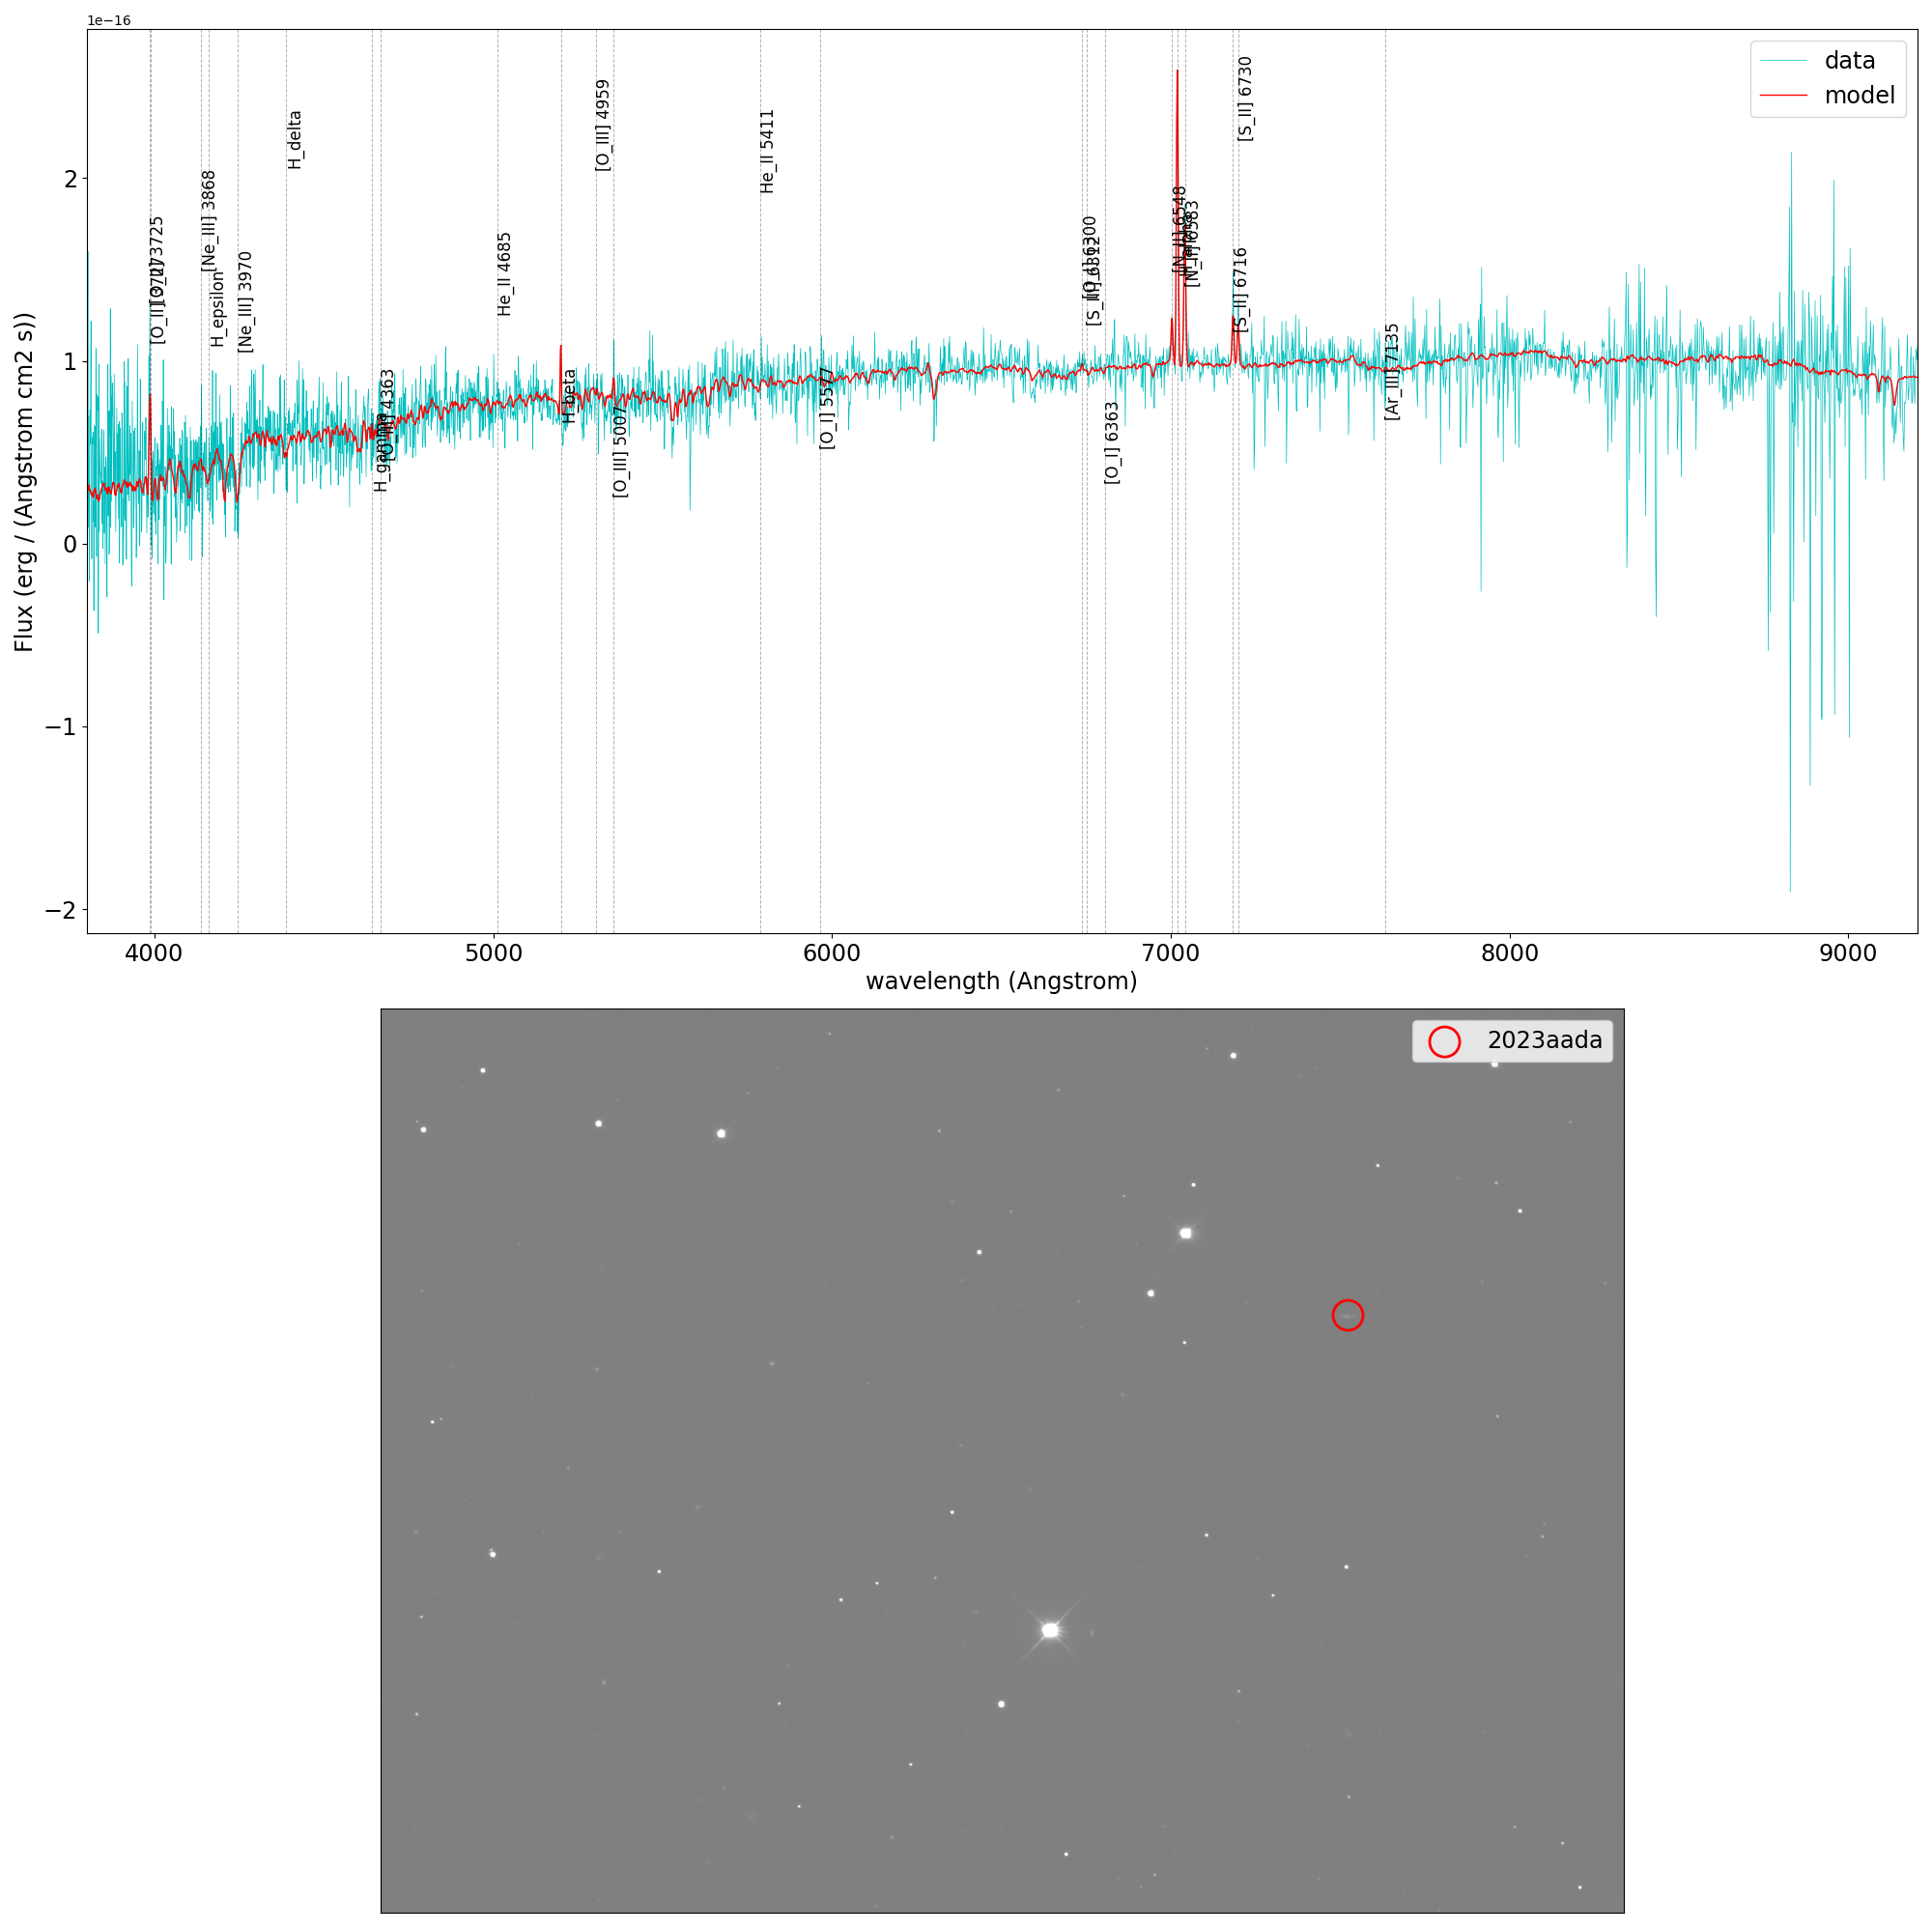 1e−16
data
model
[S_II] 6730
[O_III] 4959
H_delta
He_II 5411
[Ne_III] 3868
[O_II] 3725
[O_II] 3727
H_epsilon
[Ne_III] 3970
He_II 4685
[O_I] 6300
[S_III] 6312
[N_II] 6548
[N_II] 6583
[S_II] 6716
[Ar_III] 7135
H_gamma
[O_III] 4363
H_beta
[O_III] 5007
[O_I] 5577
[O_I] 6363
2
1
0
−1
−2
Flux (erg / (Angstrom cm2 s))
4000 5000 6000 7000 8000 9000
wavelength (Angstrom)
2023aada